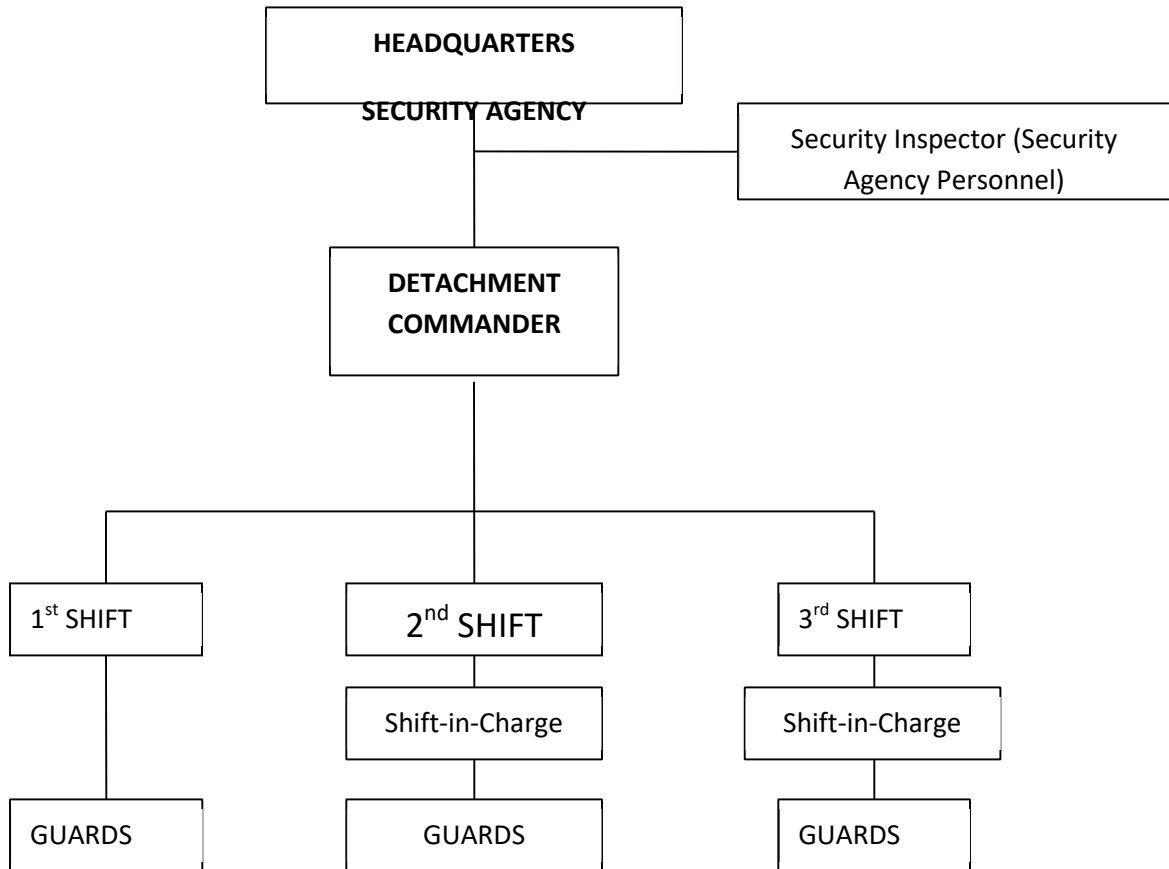 HEADQUARTERS
SECURITY AGENCY
Security Inspector (Security
Agency Personnel)
DETACHMENT
COMMANDER
1st SHIFT
2nd SHIFT
3rd SHIFT
Shift-in-Charge
Shift-in-Charge
GUARDS
GUARDS
GUARDS